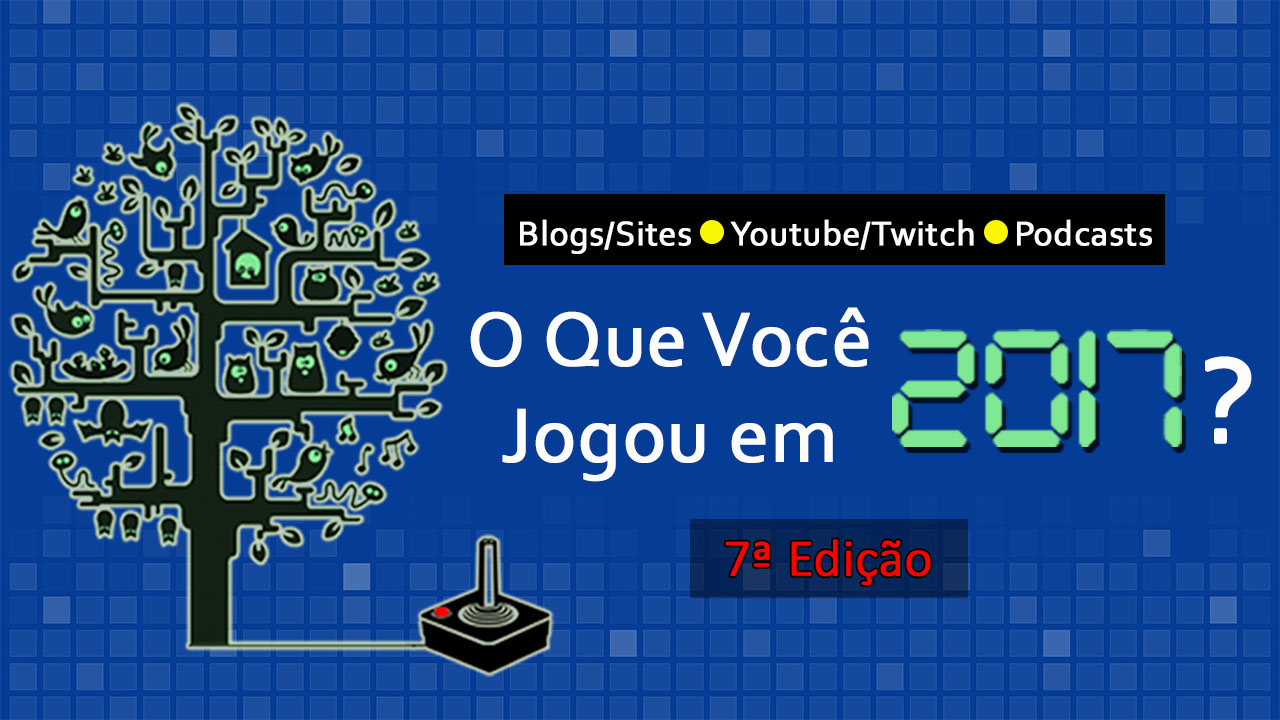 Blogs/Sites ● Youtube/Twitch ● Podcasts
O Que Você
Jogou em 2017?
7ª Edição